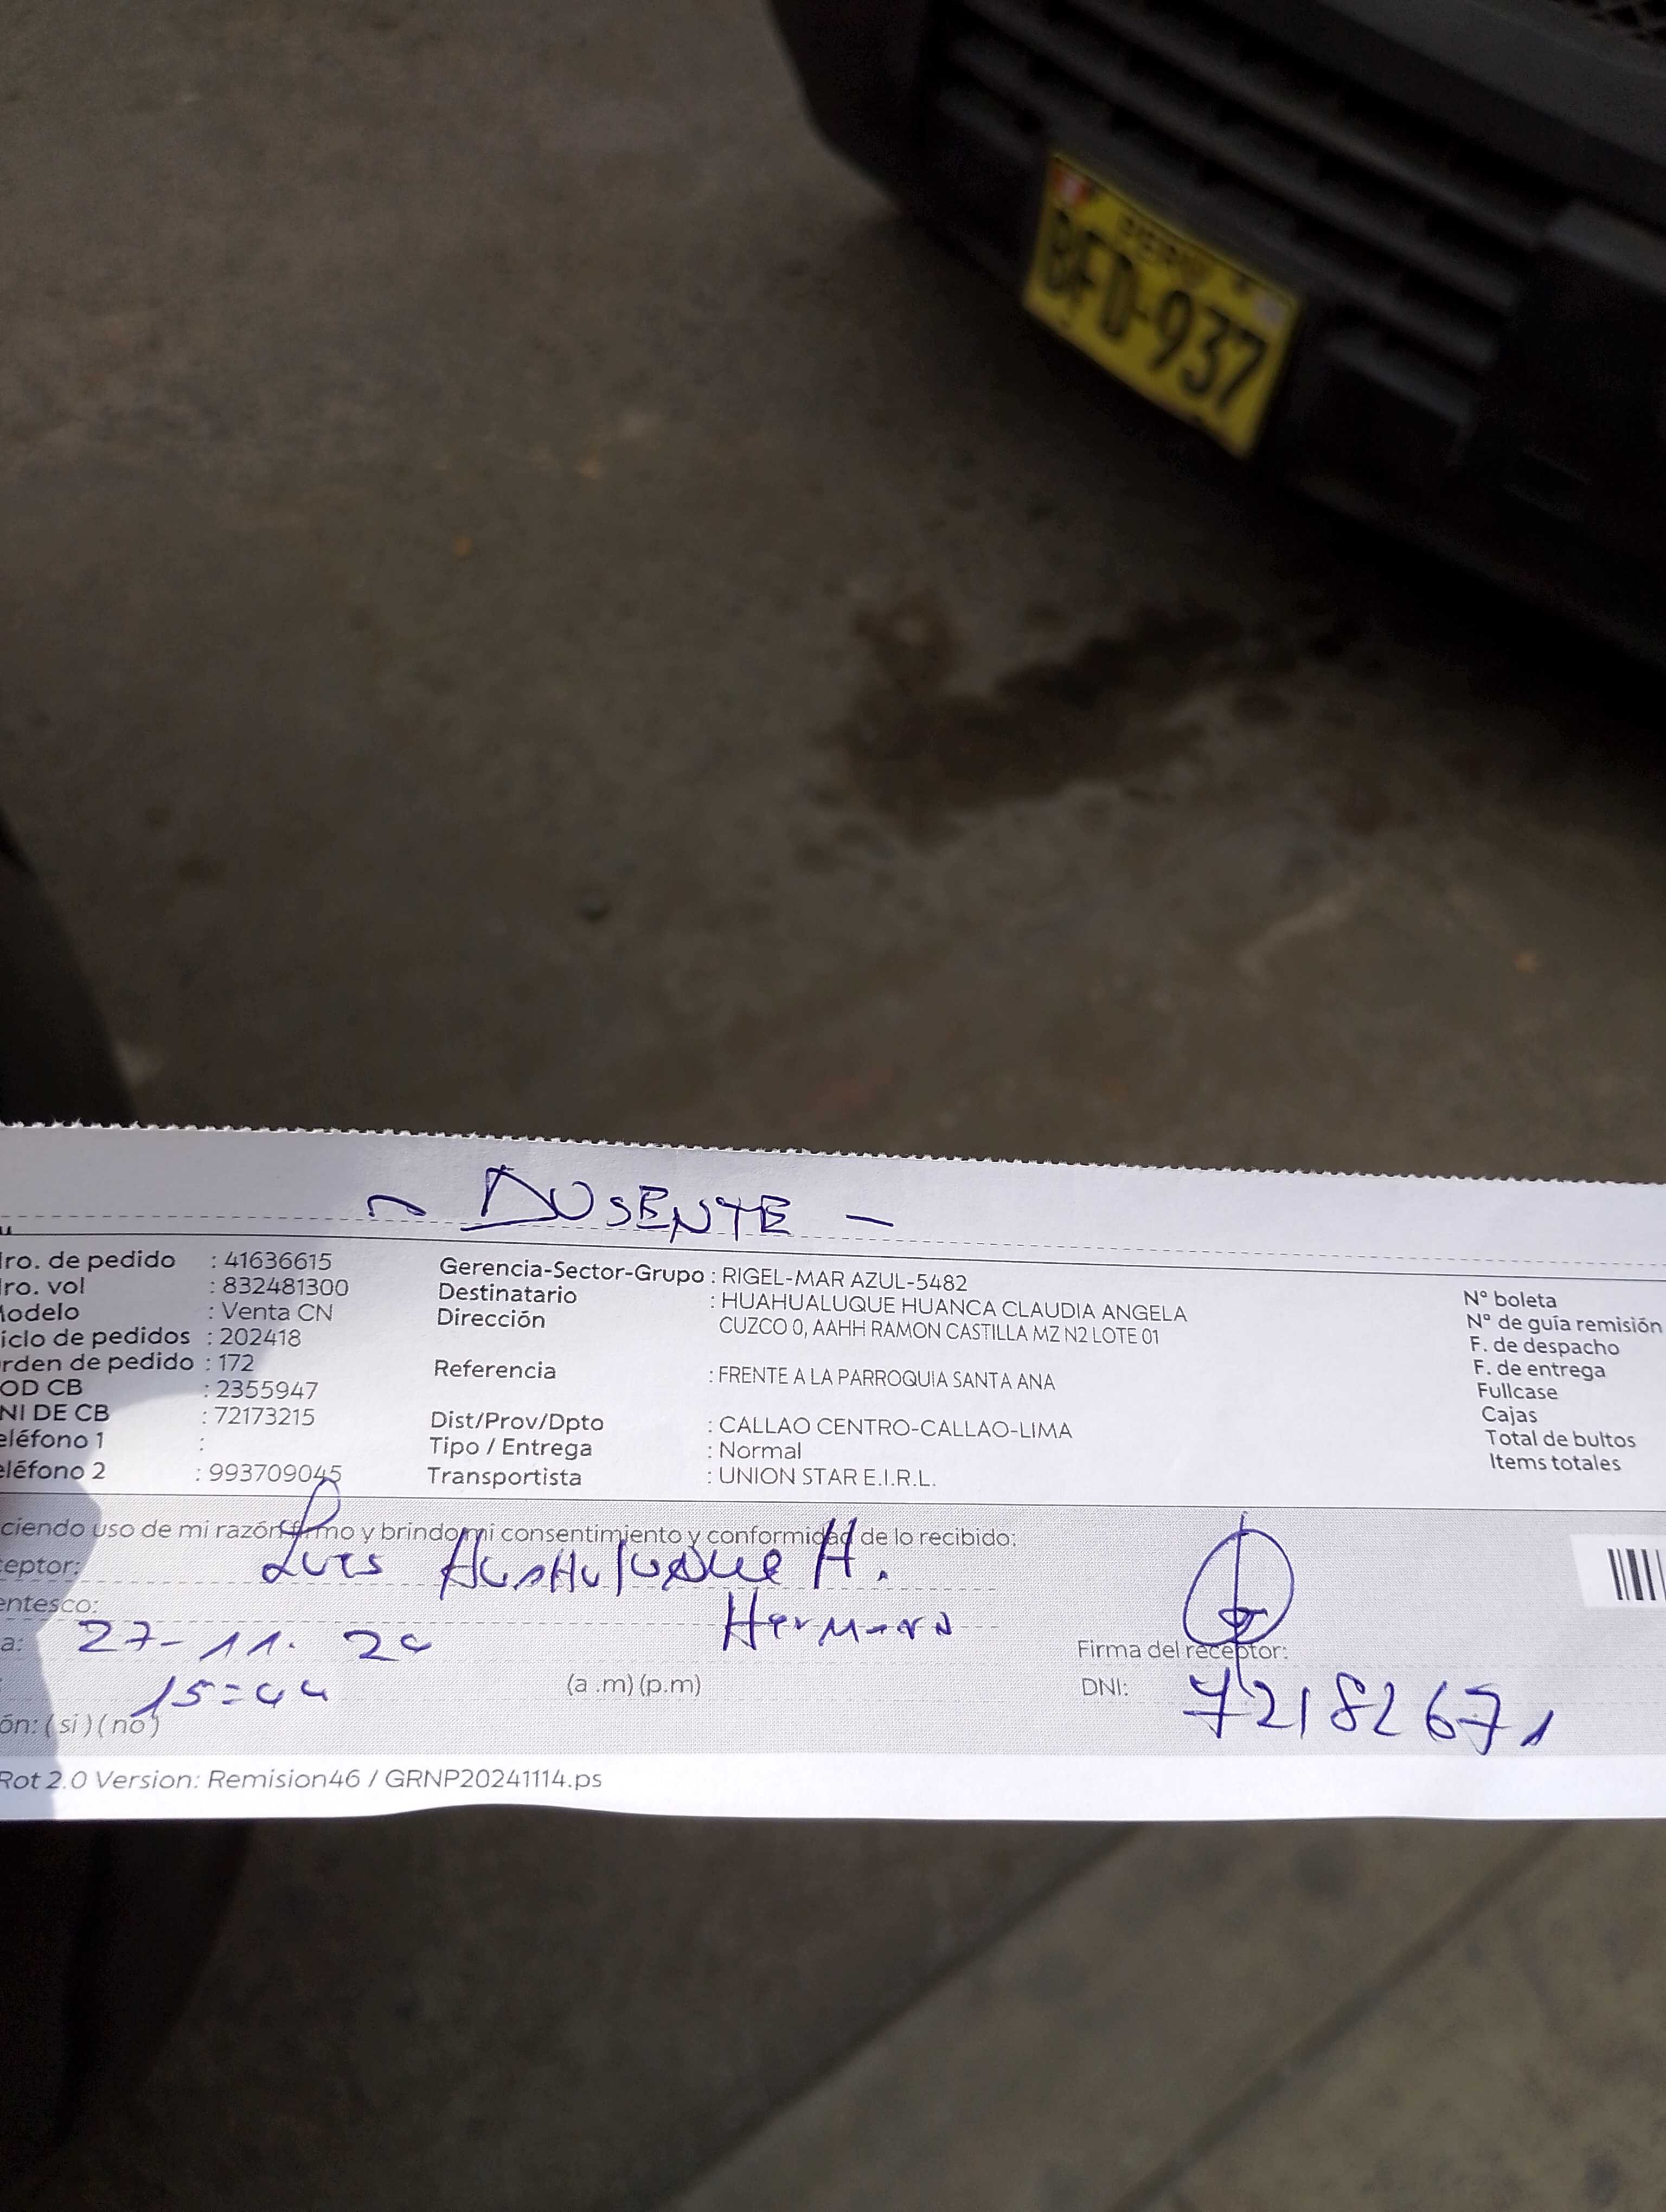 PERU
BFD-937
~ AUSENTE -
Nro. de pedido : 41636615
Nro. vol : 832481300
Modelo : Venta CN
iclo de pedidos : 202418
rden de pedido : 172
OD CB : 2355947
NI DE CB : 72173215
eléfono 1 :
eléfono 2 : 993709045
Gerencia-Sector-Grupo : RIGEL-MAR AZUL-5482
Destinatario : HUAHUALUQUE HUANCA CLAUDIA ANGELA
Dirección CUZCO 0, AAHH RAMON CASTILLA MZ N2 LOTE 01
Referencia : FRENTE A LA PARROQUIA SANTA ANA
Dist/Prov/Dpto : CALLAO CENTRO-CALLAO-LIMA
Tipo / Entrega : Normal
Transportista : UNION STAR E.I.R.L.
N° boleta
N° de guía remisión
F. de despacho
F. de entrega
Fullcase
Cajas
Total de bultos
Items totales
ciendo uso de mi razón firmo y brindo mi consentimiento y conformidad de lo recibido:
eptor: Luis Huahualuque H.
entesco: Hermano
a: 27-11-24
15:44 (a .m) (p.m)
ón: (si) (no)
Firma del receptor:
DNI: 72182671
Rot 2.0 Version: Remision46 / GRNP20241114.ps